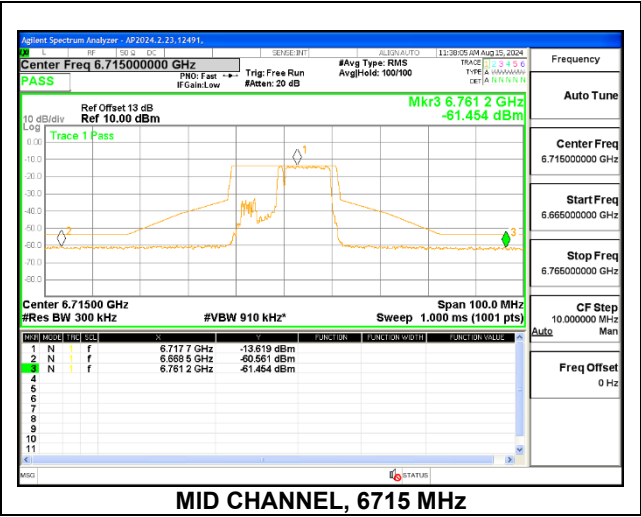 Agilent Spectrum Analyzer - AP2024.2.23,12491,
L RF 50 Ω DC SENSE:INT ALIGN AUTO 11:38:05 AM Aug 15, 2024
Center Freq 6.715000000 GHz
PASS
PNO: Fast
IFGain:Low
Trig: Free Run
#Atten: 20 dB
#Avg Type: RMS
Avg|Hold: 100/100
TRACE 1 2 3 4 5 6
TYPE A WWWWW
DET A N N N N N
Frequency
Auto Tune
Center Freq
6.715000000 GHz
Start Freq
6.665000000 GHz
Stop Freq
6.765000000 GHz
CF Step
10.000000 MHz
Auto Man
Freq Offset
0 Hz
Mkr3 6.761 2 GHz
-61.454 dBm
Ref Offset 13 dB
10 dB/div Ref 10.00 dBm
Log
Trace 1 Pass
0.00
-10.0
-20.0
-30.0
-40.0
-50.0
-60.0
-70.0
-80.0
1
2
3
Center 6.71500 GHz Span 100.0 MHz
#Res BW 300 kHz #VBW 910 kHz* Sweep 1.000 ms (1001 pts)
MKR MODE TRC SCL X Y FUNCTION FUNCTION WIDTH FUNCTION VALUE
1 N 1 f 6.717 7 GHz -13.619 dBm
2 N 1 f 6.668 5 GHz -60.561 dBm
3 N 1 f 6.761 2 GHz -61.454 dBm
4
5
6
7
8
9
10
11
MSG STATUS
MID CHANNEL, 6715 MHz